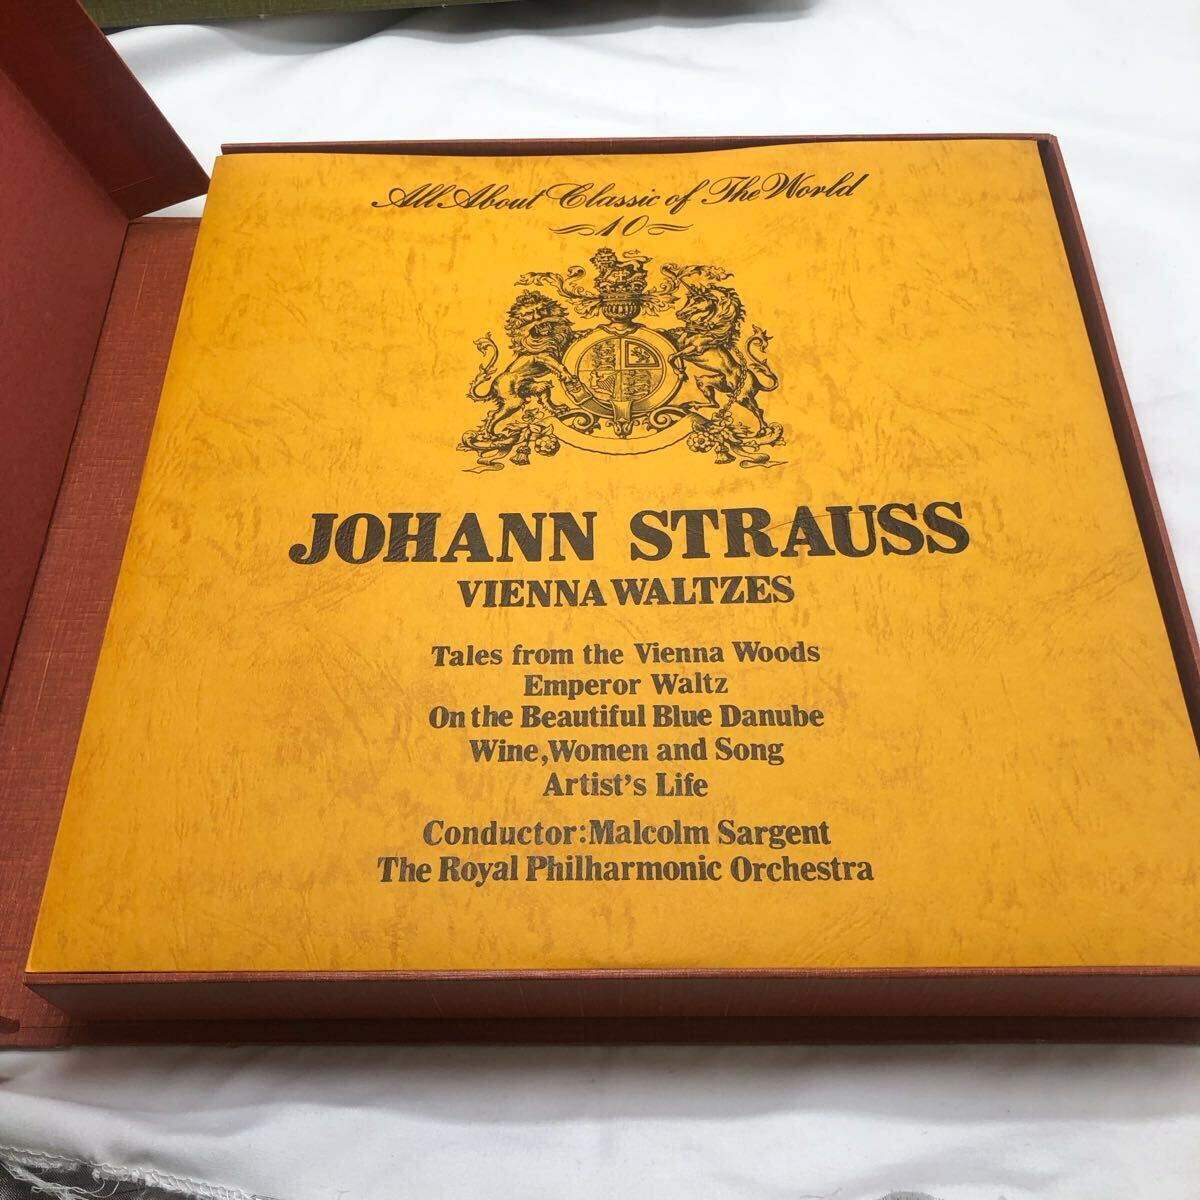 All About Classic of The World
10
JOHANN STRAUSS
VIENNA WALTZES
Tales from the Vienna Woods
Emperor Waltz
On the Beautiful Blue Danube
Wine, Women and Song
Artist's Life
Conductor: Malcolm Sargent
The Royal Philharmonic Orchestra